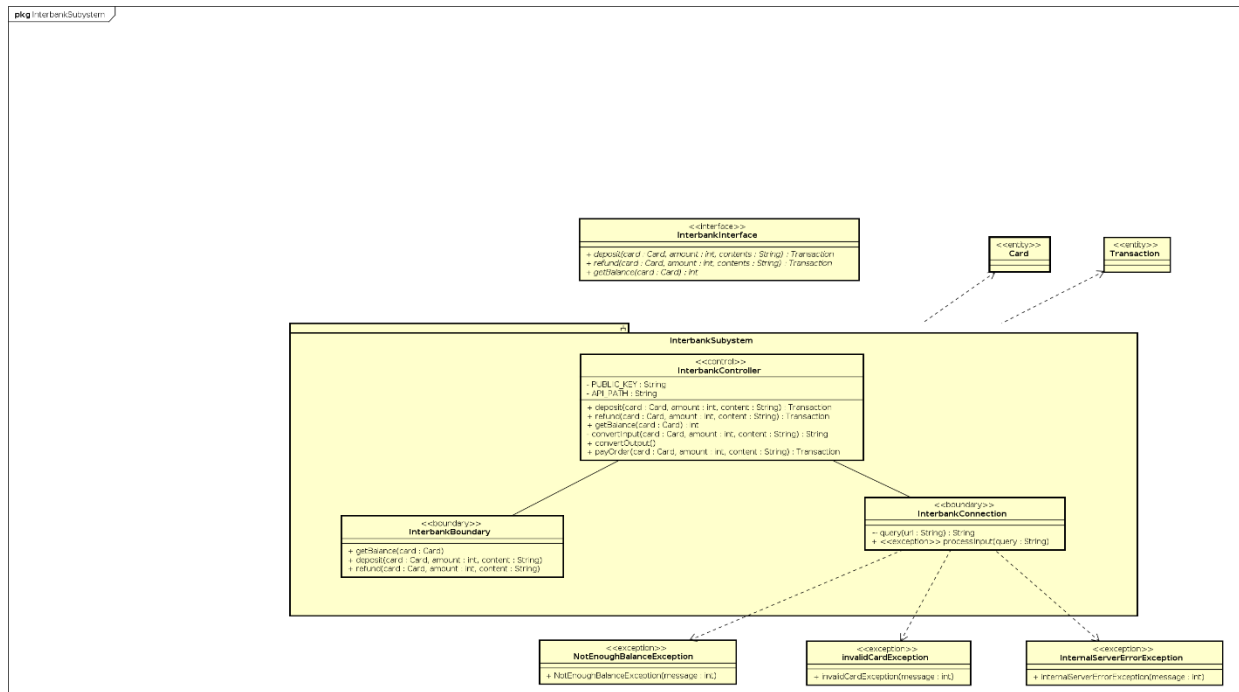 pkg InterbankSubystem
<<interface>>
InterbankInterface
+ deposit(card : Card, amount : int, contents : String) : Transaction
+ refund(card : Card, amount : int, contents : String) : Transaction
+ getBalance(card : Card) : int
<<entity>>
Card
<<entity>>
Transaction
InterbankSubystem
<<control>>
InterbankController
- PUBLIC_KEY : String
- API_PATH : String
+ deposit(card : Card, amount : int, content : String) : Transaction
+ refund(card : Card, amount : int, content : String) : Transaction
+ getBalance(card : Card) : int
- convertInput(card : Card, amount : int, content : String) : String
+ convertOutput()
+ payOrder(card : Card, amount : int, content : String) : Transaction
<<boundary>>
InterbankBoundary
+ getBalance(card : Card)
+ deposit(card : Card, amount : int, content : String)
+ refund(card : Card, amount : int, content : String)
<<boundary>>
InterbankConnection
~ query(url : String) : String
+ <<exception>> processInput(query : String)
<<exception>>
NotEnoughBalanceException
+ NotEnoughBalanceException(message : int)
<<exception>>
invalidCardException
+ invalidCardException(message : int)
<<exception>>
InternalServerErrorException
+ InternalServerErrorException(message : int)